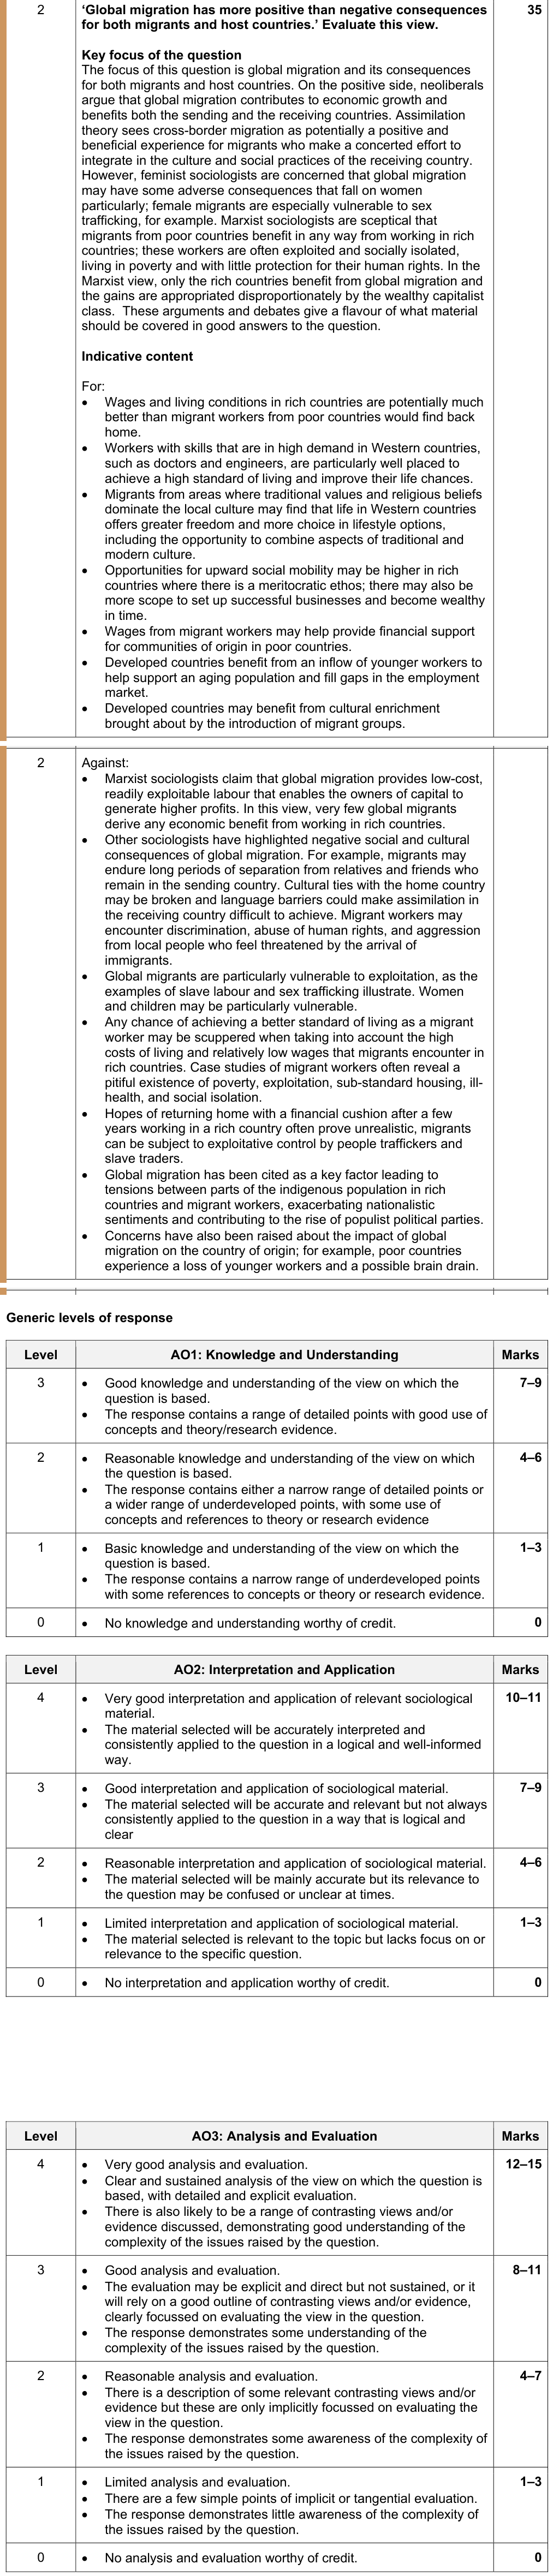 2
‘Global migration has more positive than negative consequences
for both migrants and host countries.’ Evaluate this view.
35
Key focus of the question
The focus of this question is global migration and its consequences
for both migrants and host countries. On the positive side, neoliberals
argue that global migration contributes to economic growth and
benefits both the sending and the receiving countries. Assimilation
theory sees cross-border migration as potentially a positive and
beneficial experience for migrants who make a concerted effort to
integrate in the culture and social practices of the receiving country.
However, feminist sociologists are concerned that global migration
may have some adverse consequences that fall on women
particularly; female migrants are especially vulnerable to sex
trafficking, for example. Marxist sociologists are sceptical that
migrants from poor countries benefit in any way from working in rich
countries; these workers are often exploited and socially isolated,
living in poverty and with little protection for their human rights. In the
Marxist view, only the rich countries benefit from global migration and
the gains are appropriated disproportionately by the wealthy capitalist
class.  These arguments and debates give a flavour of what material
should be covered in good answers to the question.
Indicative content
For:
• Wages and living conditions in rich countries are potentially much
better than migrant workers from poor countries would find back
home.
• Workers with skills that are in high demand in Western countries,
such as doctors and engineers, are particularly well placed to
achieve a high standard of living and improve their life chances.
• Migrants from areas where traditional values and religious beliefs
dominate the local culture may find that life in Western countries
offers greater freedom and more choice in lifestyle options,
including the opportunity to combine aspects of traditional and
modern culture.
• Opportunities for upward social mobility may be higher in rich
countries where there is a meritocratic ethos; there may also be
more scope to set up successful businesses and become wealthy
in time.
• Wages from migrant workers may help provide financial support
for communities of origin in poor countries.
• Developed countries benefit from an inflow of younger workers to
help support an aging population and fill gaps in the employment
market.
• Developed countries may benefit from cultural enrichment
brought about by the introduction of migrant groups.
2
Against:
• Marxist sociologists claim that global migration provides low-cost,
readily exploitable labour that enables the owners of capital to
generate higher profits. In this view, very few global migrants
derive any economic benefit from working in rich countries.
• Other sociologists have highlighted negative social and cultural
consequences of global migration. For example, migrants may
endure long periods of separation from relatives and friends who
remain in the sending country. Cultural ties with the home country
may be broken and language barriers could make assimilation in
the receiving country difficult to achieve. Migrant workers may
encounter discrimination, abuse of human rights, and aggression
from local people who feel threatened by the arrival of
immigrants.
• Global migrants are particularly vulnerable to exploitation, as the
examples of slave labour and sex trafficking illustrate. Women
and children may be particularly vulnerable.
• Any chance of achieving a better standard of living as a migrant
worker may be scuppered when taking into account the high
costs of living and relatively low wages that migrants encounter in
rich countries. Case studies of migrant workers often reveal a
pitiful existence of poverty, exploitation, sub-standard housing, ill-
health, and social isolation.
• Hopes of returning home with a financial cushion after a few
years working in a rich country often prove unrealistic, migrants
can be subject to exploitative control by people traffickers and
slave traders.
• Global migration has been cited as a key factor leading to
tensions between parts of the indigenous population in rich
countries and migrant workers, exacerbating nationalistic
sentiments and contributing to the rise of populist political parties.
• Concerns have also been raised about the impact of global
migration on the country of origin; for example, poor countries
experience a loss of younger workers and a possible brain drain.
Generic levels of response
Level AO1: Knowledge and Understanding Marks
3 • Good knowledge and understanding of the view on which the 7–9
question is based.
• The response contains a range of detailed points with good use of
concepts and theory/research evidence.
2 • Reasonable knowledge and understanding of the view on which 4–6
the question is based.
• The response contains either a narrow range of detailed points or
a wider range of underdeveloped points, with some use of
concepts and references to theory or research evidence
1 • Basic knowledge and understanding of the view on which the 1–3
question is based.
• The response contains a narrow range of underdeveloped points
with some references to concepts or theory or research evidence.
0 • No knowledge and understanding worthy of credit. 0
Level AO2: Interpretation and Application Marks
4 • Very good interpretation and application of relevant sociological 10–11
material.
• The material selected will be accurately interpreted and
consistently applied to the question in a logical and well-informed
way.
3 • Good interpretation and application of sociological material. 7–9
• The material selected will be accurate and relevant but not always
consistently applied to the question in a way that is logical and
clear
2 • Reasonable interpretation and application of sociological material. 4–6
• The material selected will be mainly accurate but its relevance to
the question may be confused or unclear at times.
1 • Limited interpretation and application of sociological material. 1–3
• The material selected is relevant to the topic but lacks focus on or
relevance to the specific question.
0 • No interpretation and application worthy of credit. 0
Level AO3: Analysis and Evaluation Marks
4 • Very good analysis and evaluation. 12–15
• Clear and sustained analysis of the view on which the question is
based, with detailed and explicit evaluation.
• There is also likely to be a range of contrasting views and/or
evidence discussed, demonstrating good understanding of the
complexity of the issues raised by the question.
3 • Good analysis and evaluation. 8–11
• The evaluation may be explicit and direct but not sustained, or it
will rely on a good outline of contrasting views and/or evidence,
clearly focussed on evaluating the view in the question.
• The response demonstrates some understanding of the
complexity of the issues raised by the question.
2 • Reasonable analysis and evaluation. 4–7
• There is a description of some relevant contrasting views and/or
evidence but these are only implicitly focussed on evaluating the
view in the question.
• The response demonstrates some awareness of the complexity of
the issues raised by the question.
1 • Limited analysis and evaluation. 1–3
• There are a few simple points of implicit or tangential evaluation.
• The response demonstrates little awareness of the complexity of
the issues raised by the question.
0 • No analysis and evaluation worthy of credit. 0